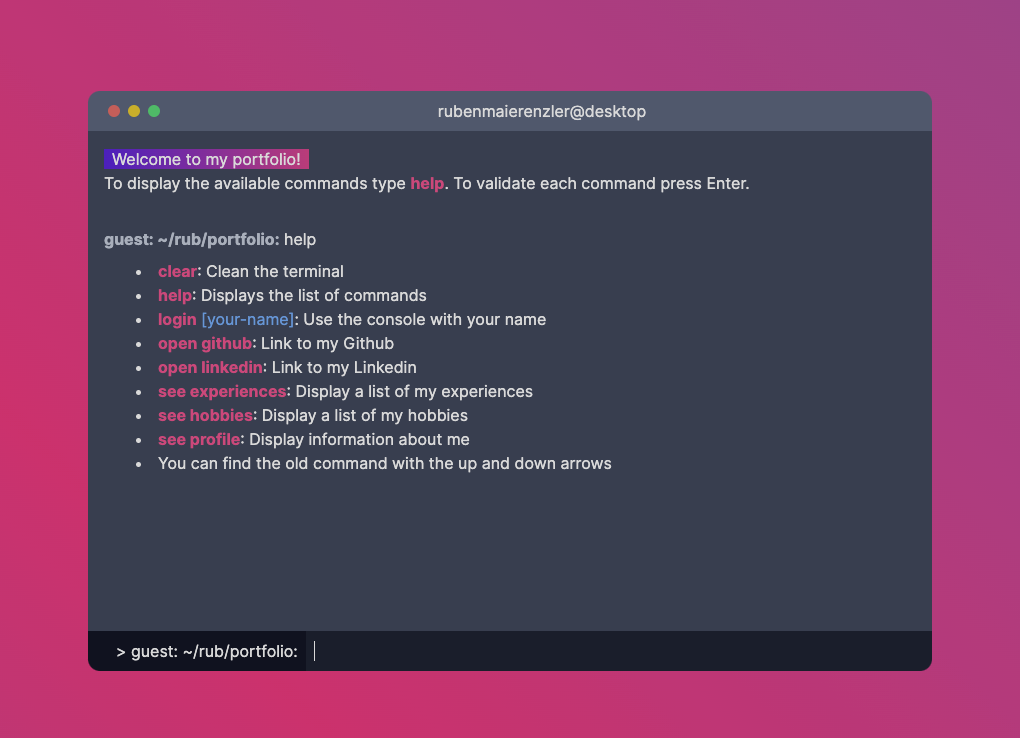 rubenmaierenzler@desktop
Welcome to my portfolio!
To display the available commands type help. To validate each command press Enter.
guest: ~/rub/portfolio: help
clear: Clean the terminal
help: Displays the list of commands
login [your-name]: Use the console with your name
open github: Link to my Github
open linkedin: Link to my Linkedin
see experiences: Display a list of my experiences
see hobbies: Display a list of my hobbies
see profile: Display information about me
You can find the old command with the up and down arrows
> guest: ~/rub/portfolio: